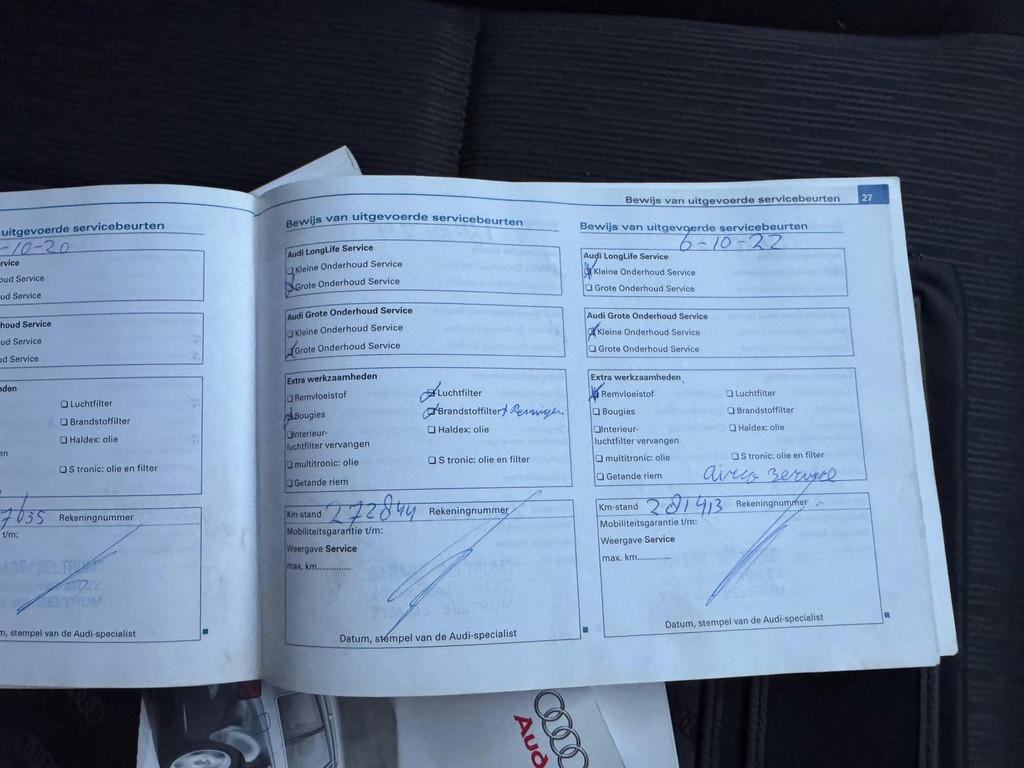 Bewijs van uitgevoerde servicebeurten 27
uitgevoerde servicebeurten
-10-20
rvice
oud Service
ud Service
houd Service
ud Service
d Service
den
❏ Luchtfilter
❏ Brandstoffilter
❏ Haldex: olie
en
❏ S tronic: olie en filter
7635 Rekeningnummer
t/m:
m, stempel van de Audi-specialist
Bewijs van uitgevoerde servicebeurten
Audi LongLife Service
❏ Kleine Onderhoud Service
❏ Grote Onderhoud Service
Audi Grote Onderhoud Service
❏ Kleine Onderhoud Service
❏ Grote Onderhoud Service
Extra werkzaamheden
❏ Remvloeistof ❏ Luchtfilter
❏ Bougies ❏ Brandstoffilter + Reinigen
❏ Interieur- ❏ Haldex: olie
luchtfilter vervangen
❏ multitronic: olie ❏ S tronic: olie en filter
❏ Getande riem
Km-stand 272844 Rekeningnummer
Mobiliteitsgarantie t/m:
Weergave Service
max. km..............
Datum, stempel van de Audi-specialist
Bewijs van uitgevoerde servicebeurten
6-10-22
Audi LongLife Service
❏ Kleine Onderhoud Service
❏ Grote Onderhoud Service
Audi Grote Onderhoud Service
❏ Kleine Onderhoud Service
❏ Grote Onderhoud Service
Extra werkzaamheden
❏ Remvloeistof ❏ Luchtfilter
❏ Bougies ❏ Brandstoffilter
❏ Interieur- ❏ Haldex: olie
luchtfilter vervangen
❏ multitronic: olie ❏ S tronic: olie en filter
❏ Getande riem airco service
Km-stand 281413 Rekeningnummer
Mobiliteitsgarantie t/m:
Weergave Service
max. km..............
Datum, stempel van de Audi-specialist
Audi